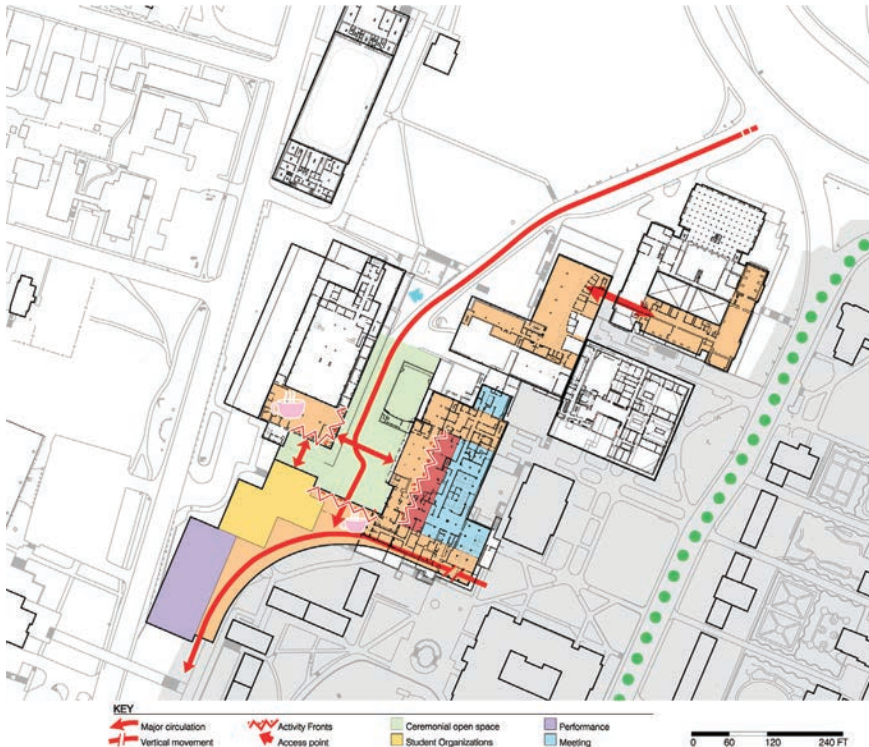 KEY
Major circulation
Activity Fronts
Ceremonial open space
Performance
Vertical movement
Access point
Student Organizations
Meeting
0 60 120 240 FT